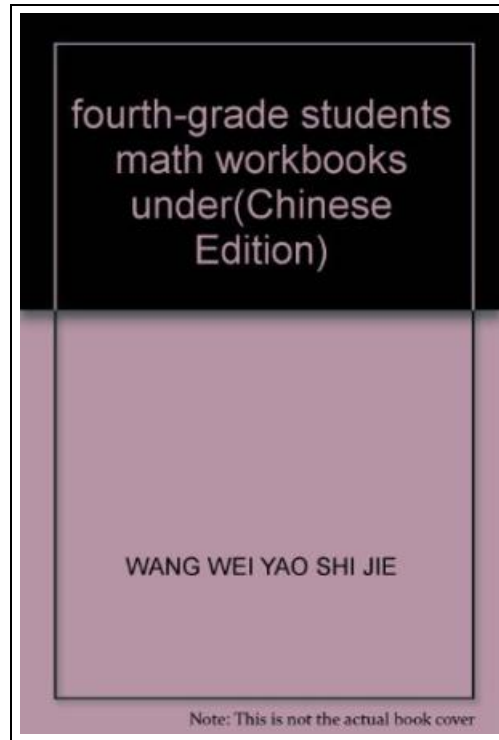 fourth-grade students
math workbooks
under(Chinese
Edition)
WANG WEI YAO SHI JIE
Note: This is not the actual book cover